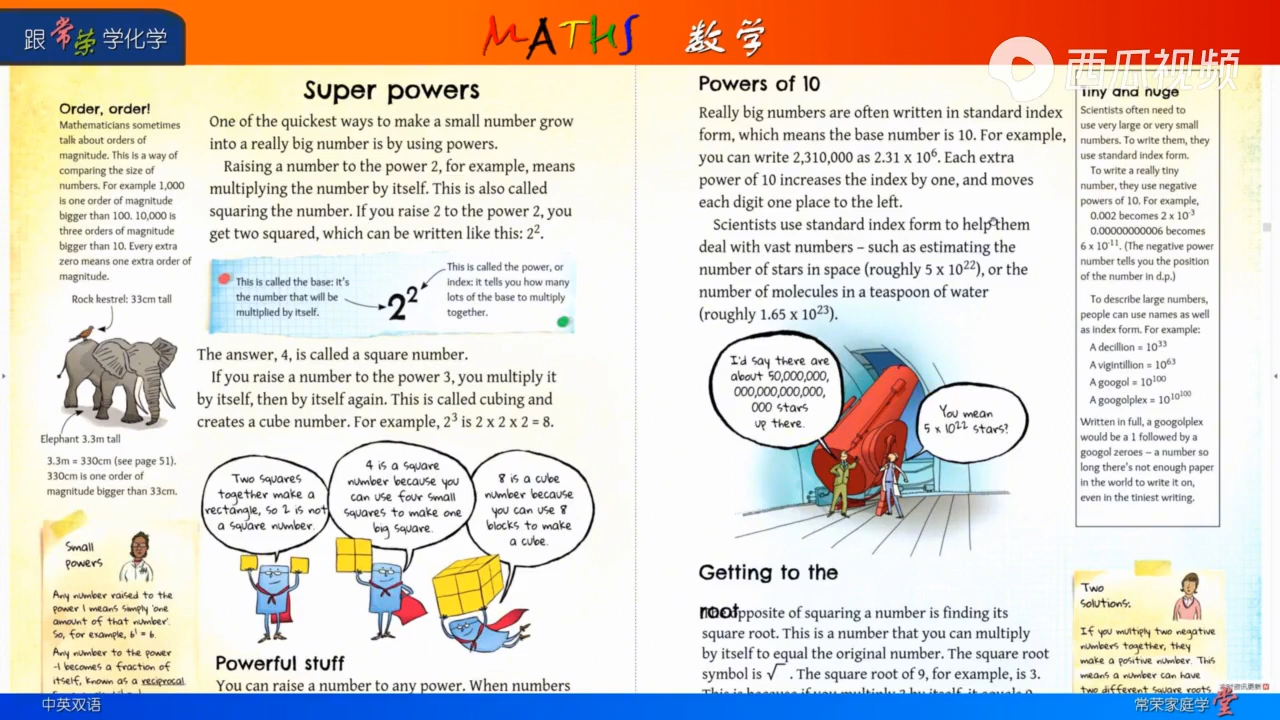 跟常荣学化学
MATHS 数学
西瓜视频
Order, order!
Mathematicians sometimes
talk about orders of
magnitude. This is a way of
comparing the size of
numbers. For example 1,000
is one order of magnitude
bigger than 100. 10,000 is
three orders of magnitude
bigger than 10. Every extra
zero means one extra order of
magnitude.
Rock kestrel: 33cm tall
Elephant 3.3m tall
3.3m = 330cm (see page 51).
330cm is one order of
magnitude bigger than 33cm.
Small
powers
Any number raised to the
power 1 means simply 'one
amount of that number'.
So, for example, 6¹ = 6.
Any number to the power
-1 becomes a fraction of
itself, known as a reciprocal
Super powers
One of the quickest ways to make a small number grow
into a really big number is by using powers.
Raising a number to the power 2, for example, means
multiplying the number by itself. This is also called
squaring the number. If you raise 2 to the power 2, you
get two squared, which can be written like this: 2².
This is called the base: it's
the number that will be
multiplied by itself.
2²
This is called the power, or
index: it tells you how many
lots of the base to multiply
together.
The answer, 4, is called a square number.
If you raise a number to the power 3, you multiply it
by itself, then by itself again. This is called cubing and
creates a cube number. For example, 2³ is 2 x 2 x 2 = 8.
Two squares
together make a
rectangle, so 2 is not
a square number.
4 is a square
number because you
can use four small
squares to make one
big square.
8 is a cube
number because
you can use 8
blocks to make
a cube.
Powerful stuff
You can raise a number to any power. When numbers
Powers of 10
Really big numbers are often written in standard index
form, which means the base number is 10. For example,
you can write 2,310,000 as 2.31 x 10⁶. Each extra
power of 10 increases the index by one, and moves
each digit one place to the left.
Scientists use standard index form to help them
deal with vast numbers – such as estimating the
number of stars in space (roughly 5 x 10²²), or the
number of molecules in a teaspoon of water
(roughly 1.65 x 10²³).
I'd say there are
about 50,000,000,
000,000,000,000,
000 stars
up there.
You mean
5 x 10²² stars?
Getting to the
root
The opposite of squaring a number is finding its
square root. This is a number that you can multiply
by itself to equal the original number. The square root
symbol is √ . The square root of 9, for example, is 3.
This is because if you multiply 3 by itself, it equals 9.
Tiny and huge
Scientists often need to
use very large or very small
numbers. To write them, they
use standard index form.
To write a really tiny
number, they use negative
powers of 10. For example,
0.002 becomes 2 x 10⁻³
0.00000000006 becomes
6 x 10⁻¹¹. (The negative power
number tells you the position
of the number in d.p.)
To describe large numbers,
people can use names as well
as index form. For example:
A decillion = 10³³
A vigintillion = 10⁶³
A googol = 10¹⁰⁰
A googolplex = 10^10^100
Written in full, a googolplex
would be a 1 followed by a
googol zeroes – a number so
long there's not enough paper
in the world to write it on,
even in the tiniest writing.
Two
solutions:
If you multiply two negative
numbers together, they
make a positive number. This
means a number can have
two different square roots
中英双语
常荣家庭学堂